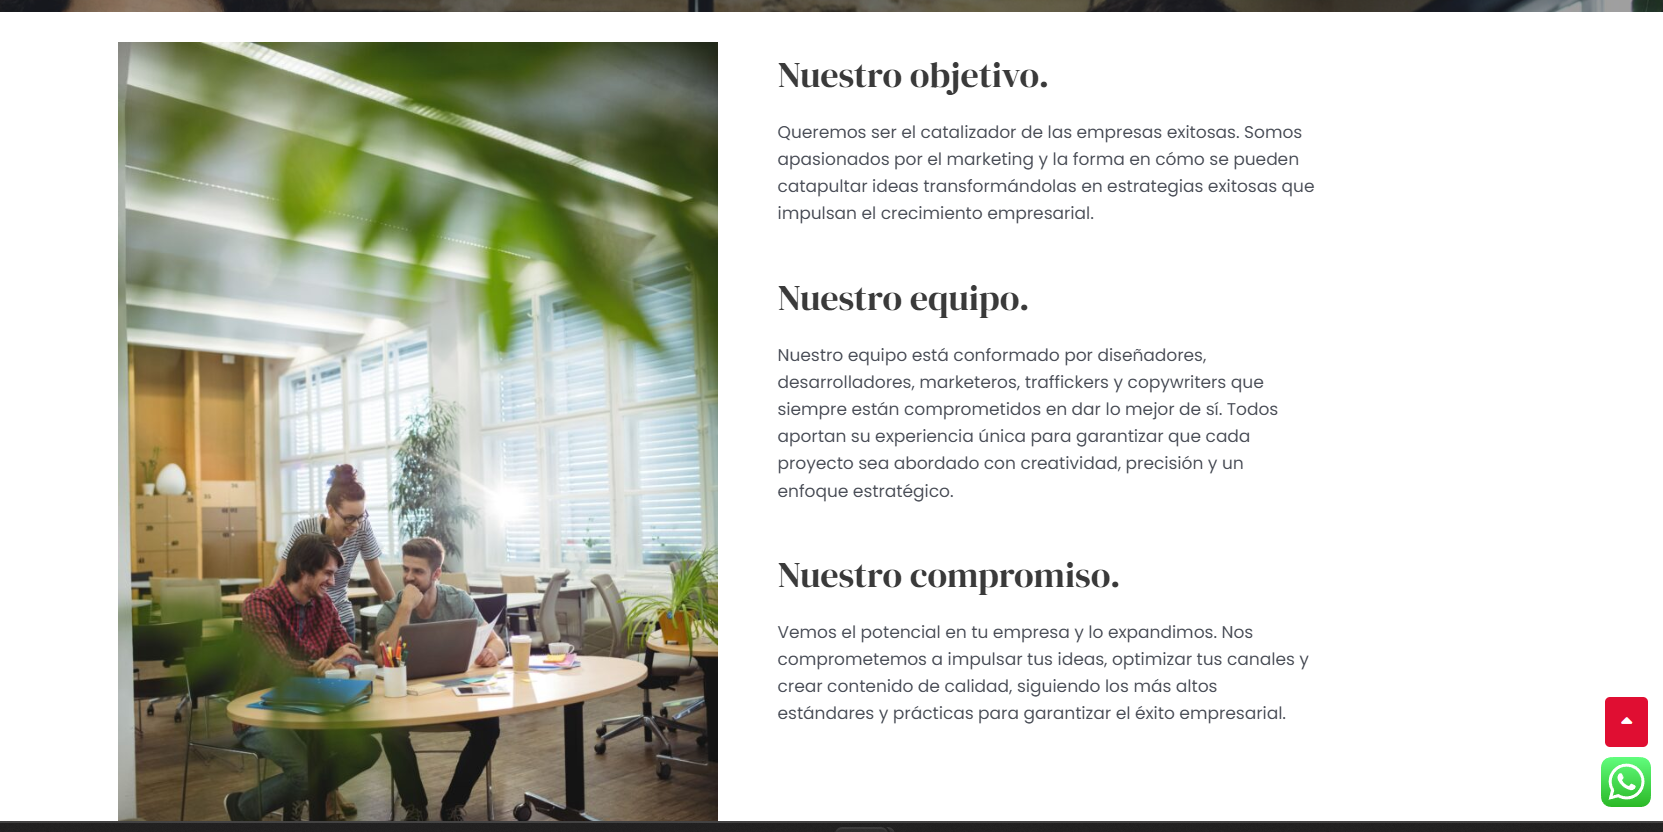 Nuestro objetivo.
Queremos ser el catalizador de las empresas exitosas. Somos
apasionados por el marketing y la forma en cómo se pueden
catapultar ideas transformándolas en estrategias exitosas que
impulsan el crecimiento empresarial.
Nuestro equipo.
Nuestro equipo está conformado por diseñadores,
desarrolladores, marketeros, traffickers y copywriters que
siempre están comprometidos en dar lo mejor de sí. Todos
aportan su experiencia única para garantizar que cada
proyecto sea abordado con creatividad, precisión y un
enfoque estratégico.
Nuestro compromiso.
Vemos el potencial en tu empresa y lo expandimos. Nos
comprometemos a impulsar tus ideas, optimizar tus canales y
crear contenido de calidad, siguiendo los más altos
estándares y prácticas para garantizar el éxito empresarial.